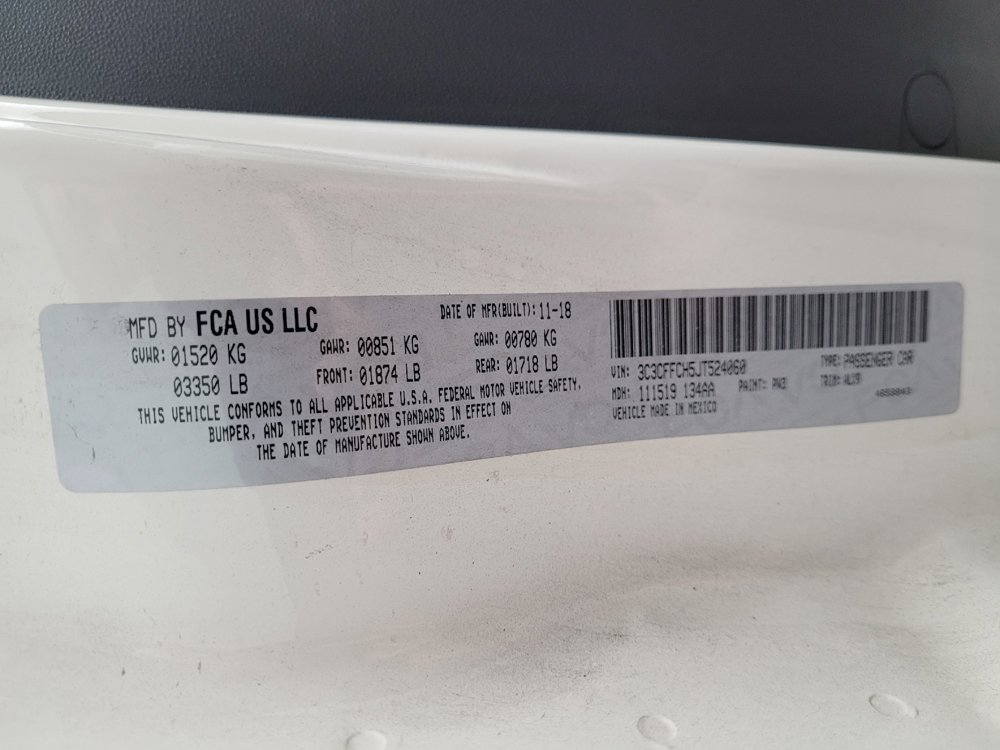 MFD BY FCA US LLC
DATE OF MFR(BUILT): 11-18
GVWR: 01520 KG
GAWR: 00851 KG
GAWR: 00780 KG
03350 LB
FRONT: 01874 LB
REAR: 01718 LB
THIS VEHICLE CONFORMS TO ALL APPLICABLE U.S.A. FEDERAL MOTOR VEHICLE SAFETY,
BUMPER, AND THEFT PREVENTION STANDARDS IN EFFECT ON
THE DATE OF MANUFACTURE SHOWN ABOVE.
VIN: 3C3CFFCH5JT524060
TYPE: PASSENGER CAR
MDH: 111519 134AA
PAINT: PW2
TRIM:
VEHICLE MADE IN MEXICO